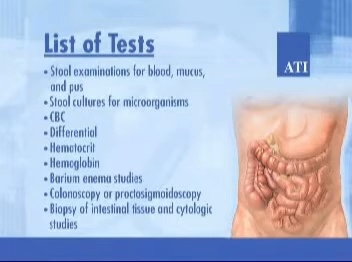 List of Tests
ATI
• Stool examinations for blood, mucus,
and pus
• Stool cultures for microorganisms
• CBC
• Differential
• Hematocrit
• Hemoglobin
• Barium enema studies
• Colonoscopy or proctosigmoidoscopy
• Biopsy of intestinal tissue and cytologic
studies